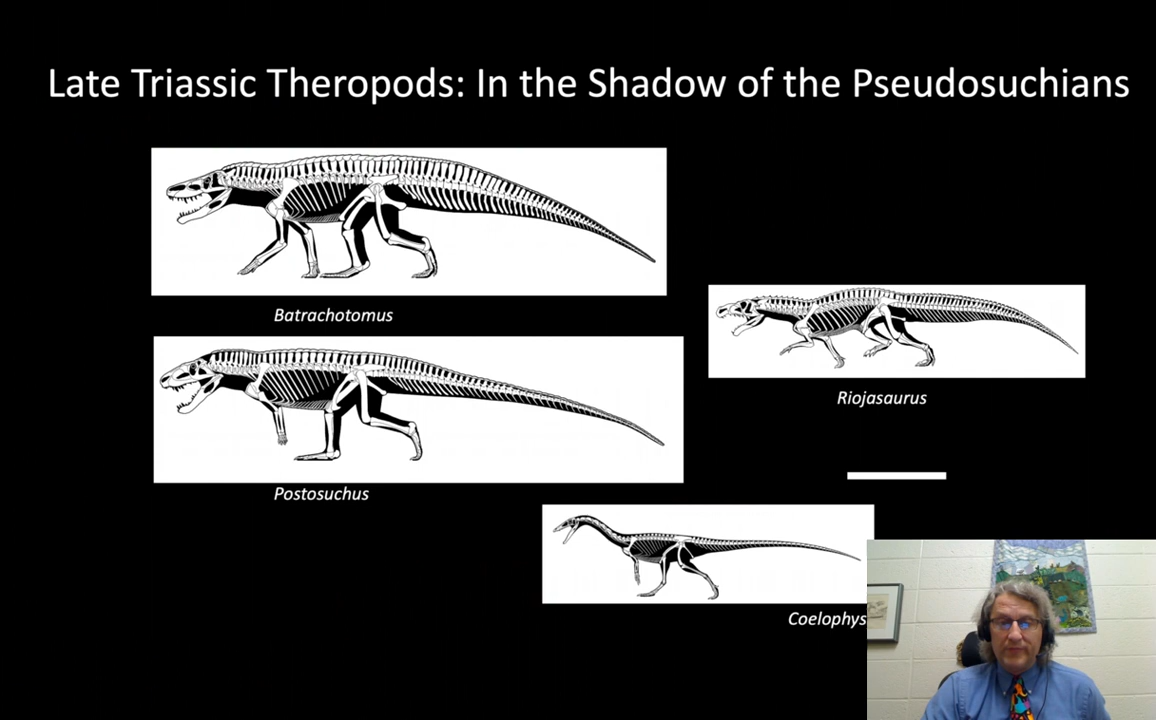 Late Triassic Theropods: In the Shadow of the Pseudosuchians
Batrachotomus
Riojasaurus
Postosuchus
Coelophys